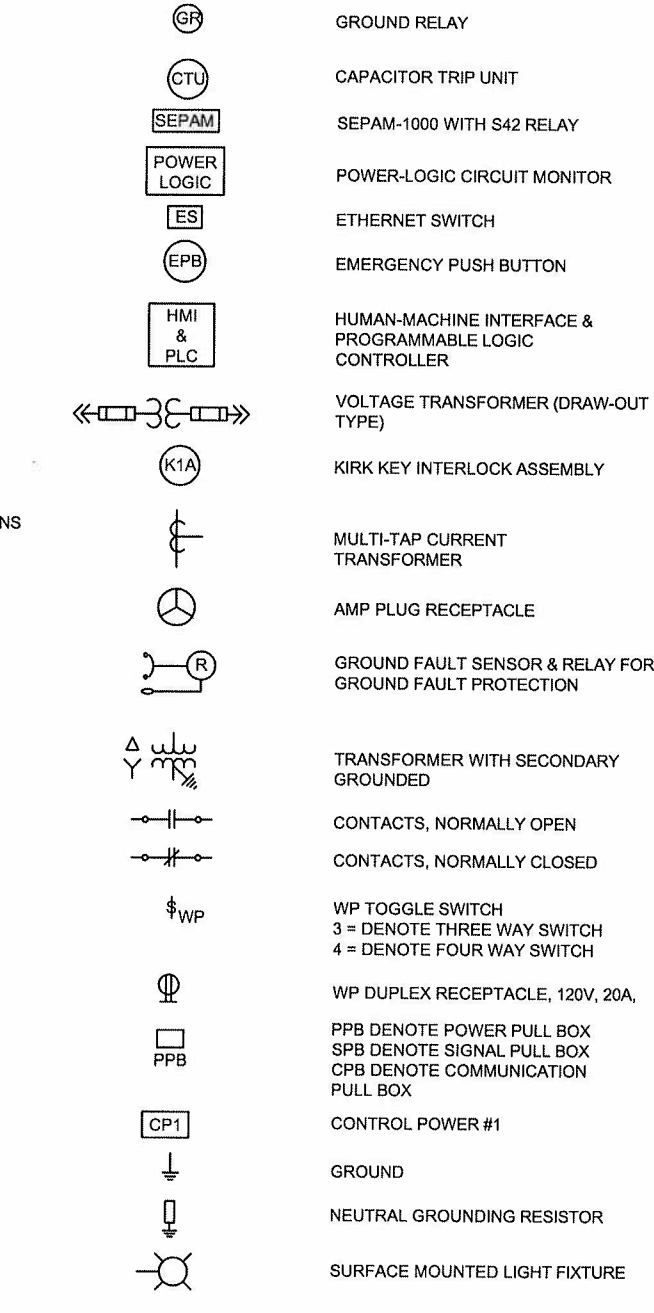 GR GROUND RELAY
CTU CAPACITOR TRIP UNIT
SEPAM SEPAM-1000 WITH S42 RELAY
POWER
LOGIC POWER-LOGIC CIRCUIT MONITOR
ES ETHERNET SWITCH
EPB EMERGENCY PUSH BUTTON
HMI
&
PLC
HUMAN-MACHINE INTERFACE &
PROGRAMMABLE LOGIC
CONTROLLER
VOLTAGE TRANSFORMER (DRAW-OUT
TYPE)
K1A KIRK KEY INTERLOCK ASSEMBLY
NS
MULTI-TAP CURRENT
TRANSFORMER
AMP PLUG RECEPTACLE
R
GROUND FAULT SENSOR & RELAY FOR
GROUND FAULT PROTECTION
Δ
Y
TRANSFORMER WITH SECONDARY
GROUNDED
CONTACTS, NORMALLY OPEN
CONTACTS, NORMALLY CLOSED
$WP
WP TOGGLE SWITCH
3 = DENOTE THREE WAY SWITCH
4 = DENOTE FOUR WAY SWITCH
WP DUPLEX RECEPTACLE, 120V, 20A,
PPB
PPB DENOTE POWER PULL BOX
SPB DENOTE SIGNAL PULL BOX
CPB DENOTE COMMUNICATION
PULL BOX
CP1 CONTROL POWER #1
GROUND
NEUTRAL GROUNDING RESISTOR
SURFACE MOUNTED LIGHT FIXTURE